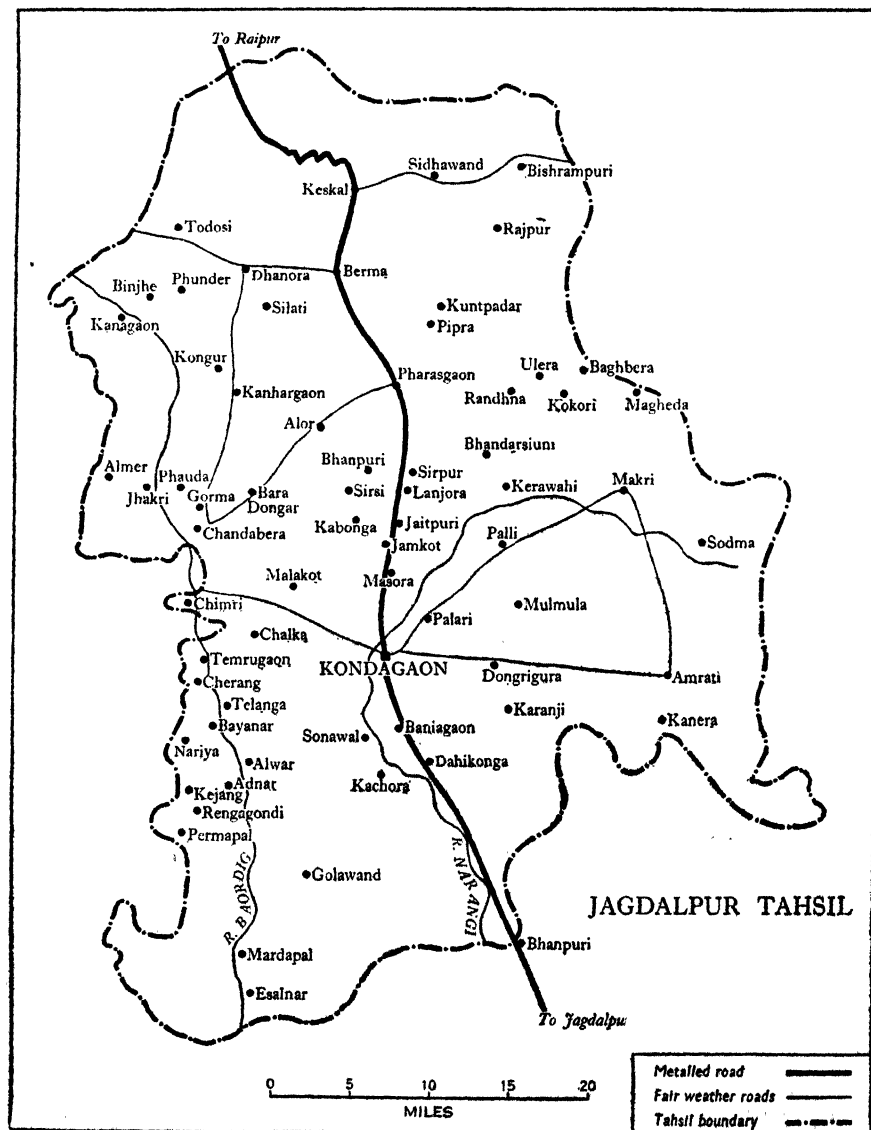 To Raipur
Sidhawand
Bishrampuri
Keskal
Todosi
Rajpur
Dhanora
Berma
Binjhe
Phunder
Silati
Kuntpadar
Kanagaon
Pipra
Kongur
Ulera
Baghbera
Pharasgaon
Kanhargaon
Randhna
Kokori
Magheda
Alor
Bhandarsiuni
Bhanpuri
Almer
Phauda
Sirpur
Jhakri
Gorma
Bara
Dongar
Sirsi
Lanjora
Kerawahi
Makri
Chandabera
Kabonga
Jaitpuri
Jamkot
Palli
Sodma
Malakot
Masora
Chimri
Mulmula
Palari
Chalka
Temrugaon
KONDAGAON
Dongrigura
Amrati
Cherang
Telanga
Karanji
Bayanar
Sonawal
Baniagaon
Kanera
Nariya
Alwar
Dahikonga
Kejang
Adnar
Kachora
Rengagondi
Permapal
R. BAORDIG
R. NARANGI
Golawand
JAGDALPUR TAHSIL
Bhanpuri
Mardapal
Esalnar
To Jagdalpur
0 5 10 15 20
MILES
Metalled road
Fair weather roads
Tahsil boundary